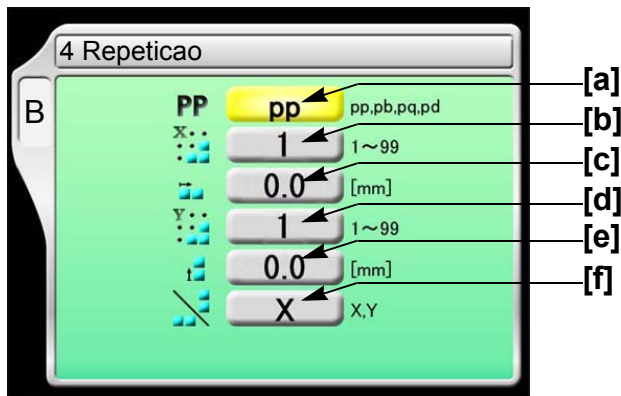 4 Repeticao
B
PP pp pp,pb,pq,pd [a]
X 1 1～99 [b]
0.0 [mm] [c]
Y 1 1～99 [d]
0.0 [mm] [e]
X X,Y [f]